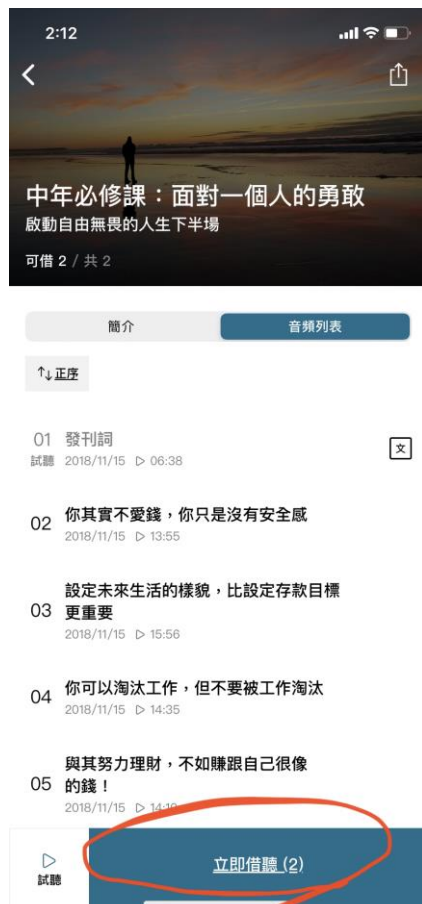 2:12
中年必修課：面對一個人的勇敢
啟動自由無畏的人生下半場
可借 2 / 共 2
簡介
音頻列表
↑↓正序
01 發刊詞
文
試聽 2018/11/15 ▷ 06:38
02 你其實不愛錢，你只是沒有安全感
2018/11/15 ▷ 13:55
設定未來生活的樣貌，比設定存款目標
03 更重要
2018/11/15 ▷ 15:56
04 你可以淘汰工作，但不要被工作淘汰
2018/11/15 ▷ 14:35
與其努力理財，不如賺跟自己很像
05 的錢！
2018/11/15 ▷
試聽
立即借聽 (2)